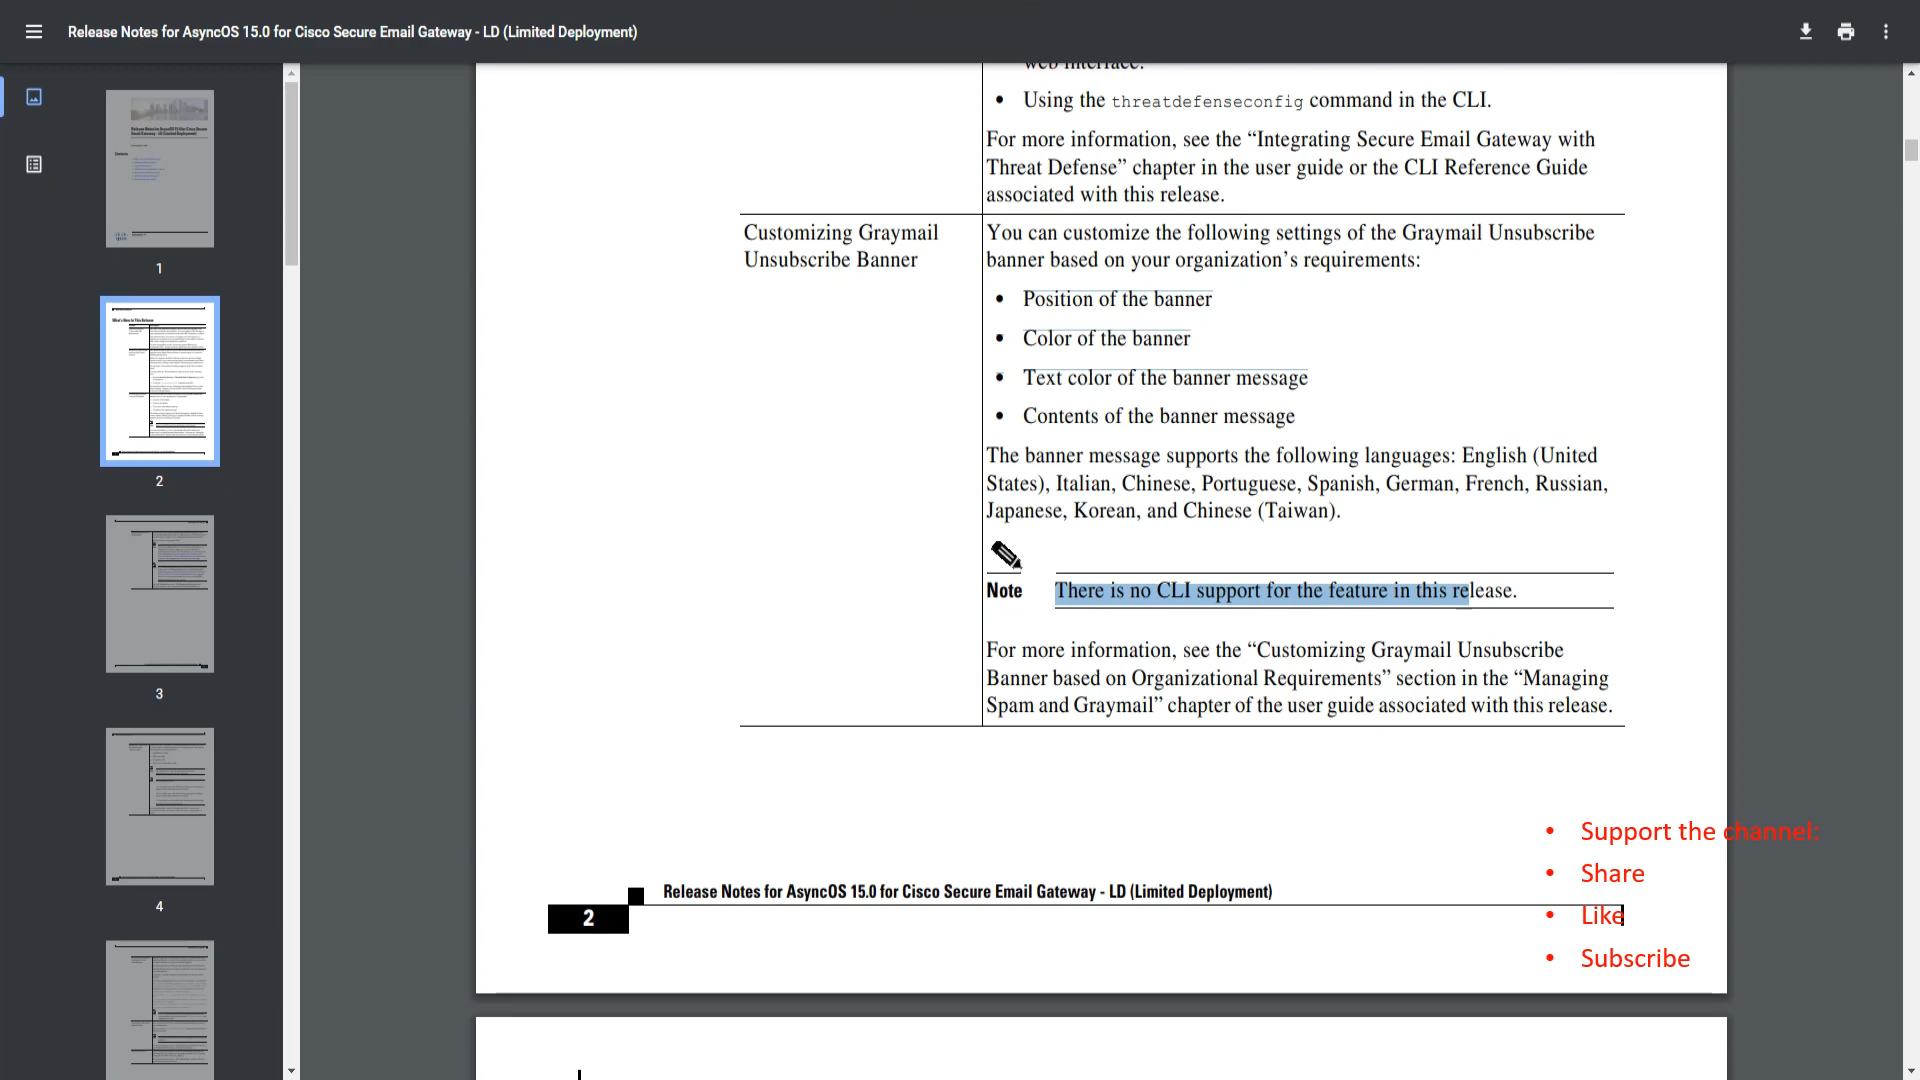 Release Notes for AsyncOS 15.0 for Cisco Secure Email Gateway - LD (Limited Deployment)
• Using the threatdefenseconfig command in the CLI.
For more information, see the “Integrating Secure Email Gateway with
Threat Defense” chapter in the user guide or the CLI Reference Guide
associated with this release.
Customizing Graymail
Unsubscribe Banner
You can customize the following settings of the Graymail Unsubscribe
banner based on your organization’s requirements:
• Position of the banner
• Color of the banner
• Text color of the banner message
• Contents of the banner message
The banner message supports the following languages: English (United
States), Italian, Chinese, Portuguese, Spanish, German, French, Russian,
Japanese, Korean, and Chinese (Taiwan).
Note There is no CLI support for the feature in this release.
For more information, see the “Customizing Graymail Unsubscribe
Banner based on Organizational Requirements” section in the “Managing
Spam and Graymail” chapter of the user guide associated with this release.
Release Notes for AsyncOS 15.0 for Cisco Secure Email Gateway - LD (Limited Deployment)
2
• Support the channel:
• Share
• Like
• Subscribe
1
2
3
4